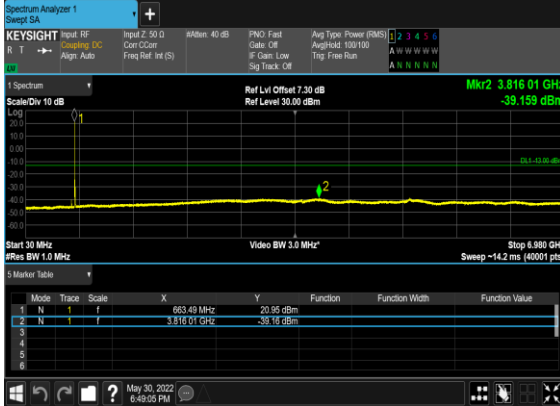 Spectrum Analyzer 1
Swept SA
+
KEYSIGHT Input: RF Input Z: 50 Ω #Atten: 40 dB PNO: Fast Avg Type: Power (RMS) 1 2 3 4 5 6
R T Coupling: DC Corr CCorr Gate: Off Avg|Hold: 100/100 A W W W W W
Align: Auto Freq Ref: Int (S) IF Gain: Low Trig: Free Run
LXI Sig Track: Off A N N N N N
1 Spectrum Ref Lvl Offset 7.30 dB Mkr2 3.816 01 GHz
Scale/Div 10 dB Ref Level 30.00 dBm -39.159 dBm
Log
20.0 1
10.0
0.00
-10.0 DL1 -13.00 dBm
-20.0
-30.0 2
-40.0
-50.0
-60.0
Start 30 MHz Video BW 3.0 MHz* Stop 6.980 GHz
#Res BW 1.0 MHz Sweep ~14.2 ms (40001 pts)
5 Marker Table
Mode Trace Scale X Y Function Function Width Function Value
1 N 1 f 663.49 MHz 20.95 dBm
2 N 1 f 3.816 01 GHz -39.16 dBm
3
4
5
6
? May 30, 2022
6:49:05 PM